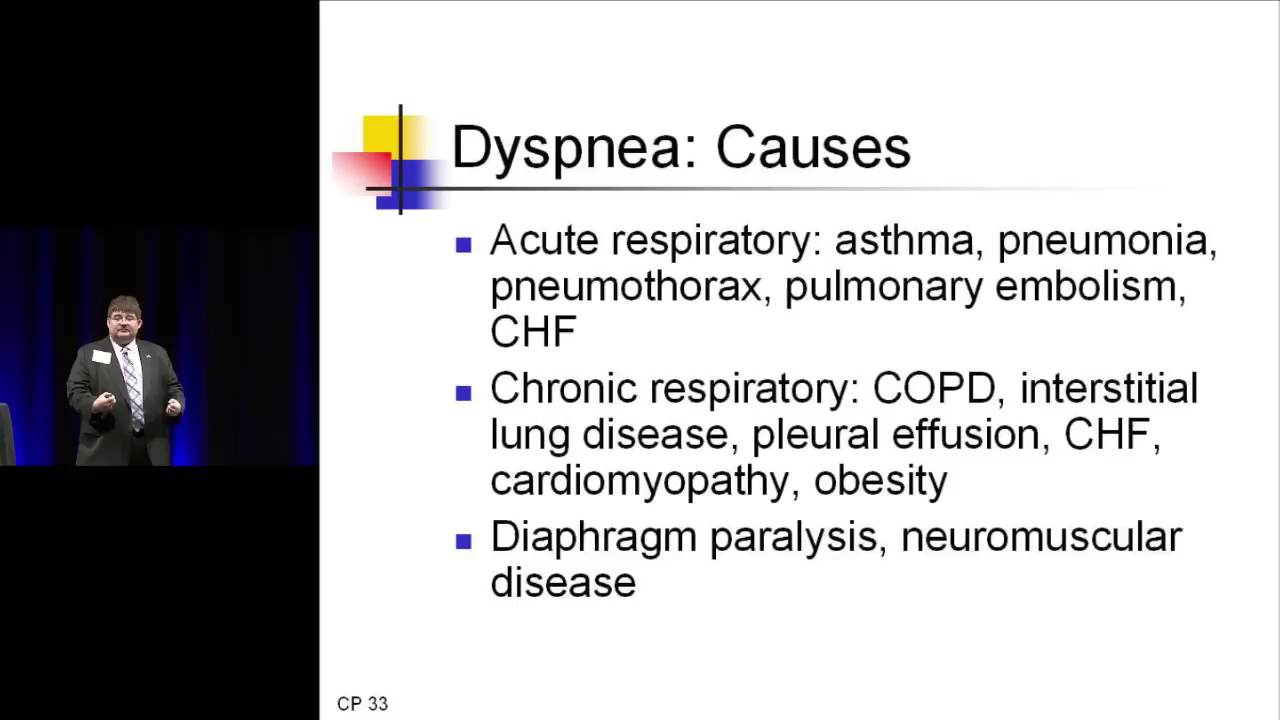 Dyspnea: Causes
Acute respiratory: asthma, pneumonia,
pneumothorax, pulmonary embolism,
CHF
Chronic respiratory: COPD, interstitial
lung disease, pleural effusion, CHF,
cardiomyopathy, obesity
Diaphragm paralysis, neuromuscular
disease
CP 33